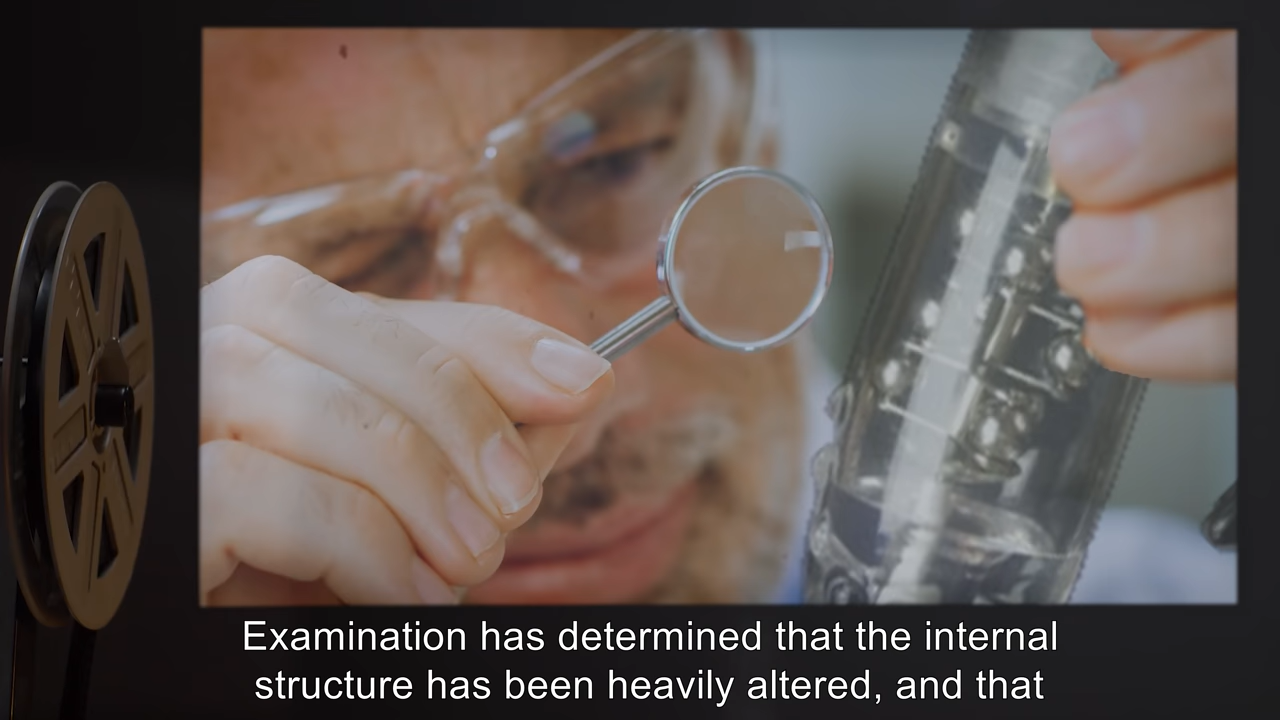 Examination has determined that the internal
structure has been heavily altered, and that